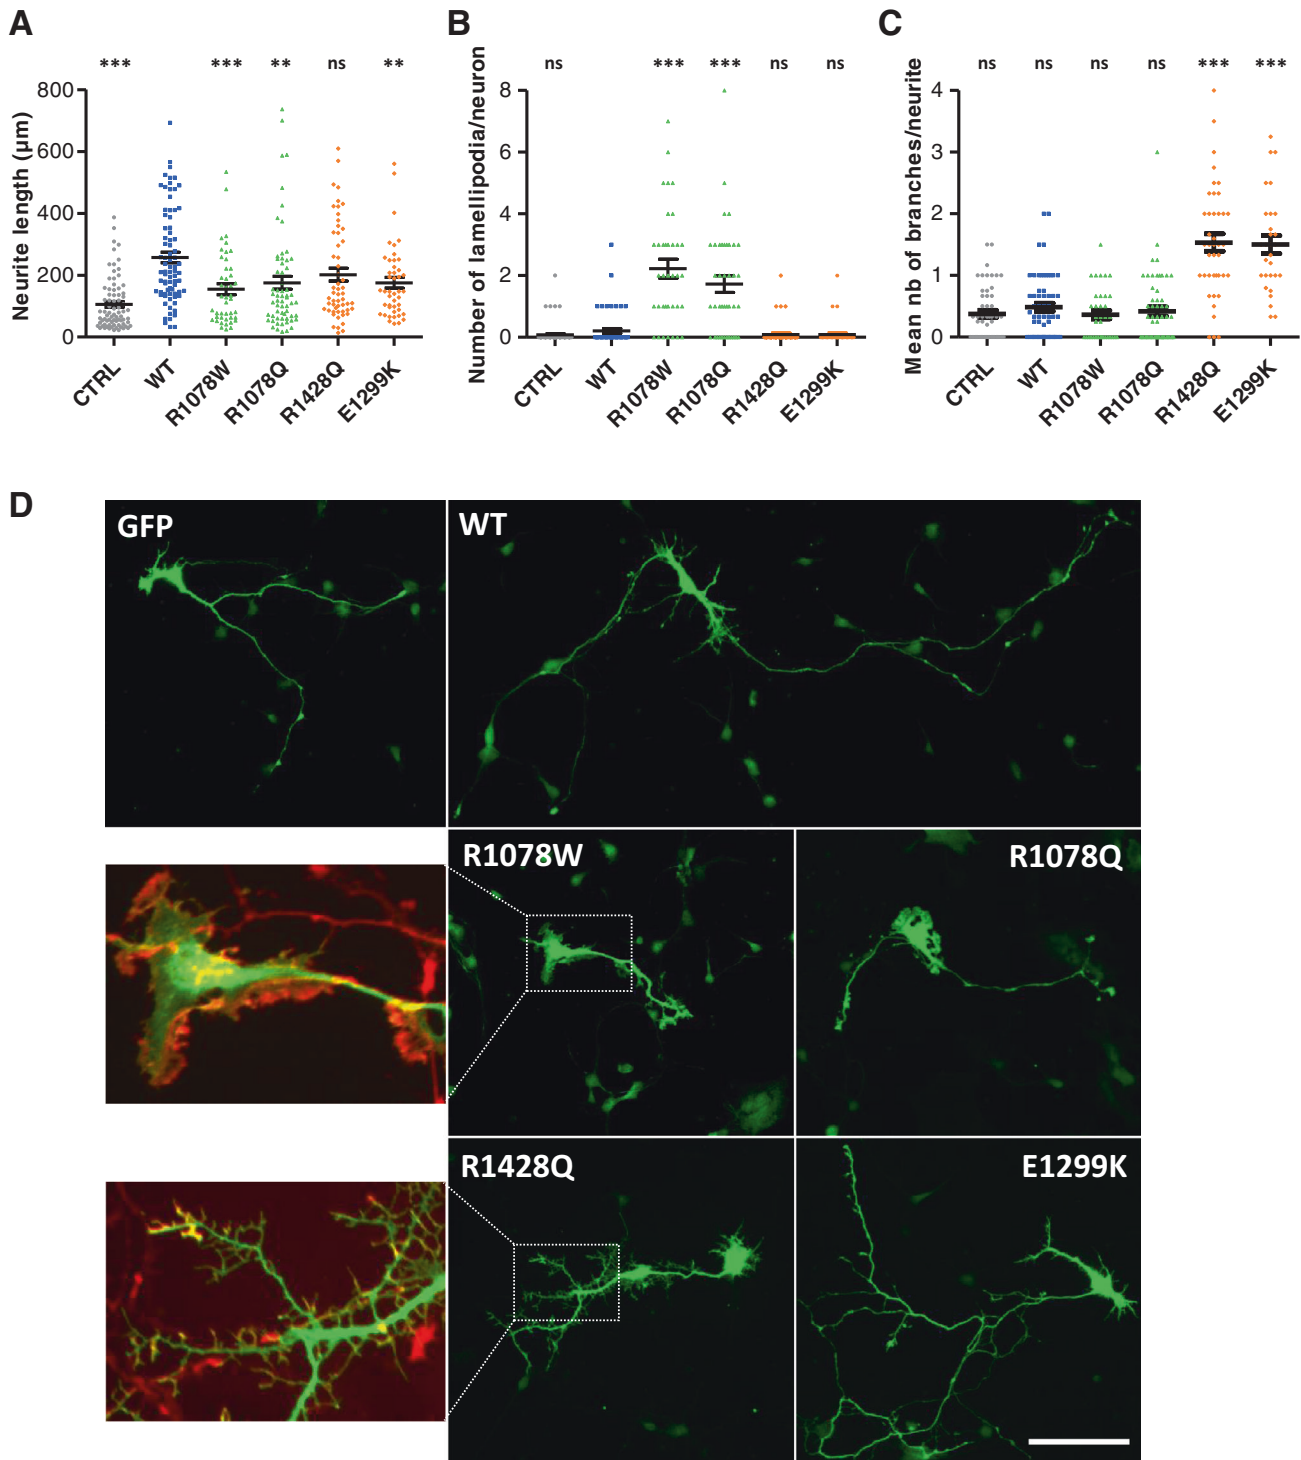 A
*** *** ** ns **
Neurite length (µm)
800
600
400
200
0
CTRL WT R1078W R1078Q R1428Q E1299K
B
ns *** *** ns ns
Number of lamellipodia/neuron
8
6
4
2
0
CTRL WT R1078W R1078Q R1428Q E1299K
C
ns ns ns ns *** ***
Mean nb of branches/neurite
4
3
2
1
0
CTRL WT R1078W R1078Q R1428Q E1299K
D
GFP
WT
R1078W
R1078Q
R1428Q
E1299K